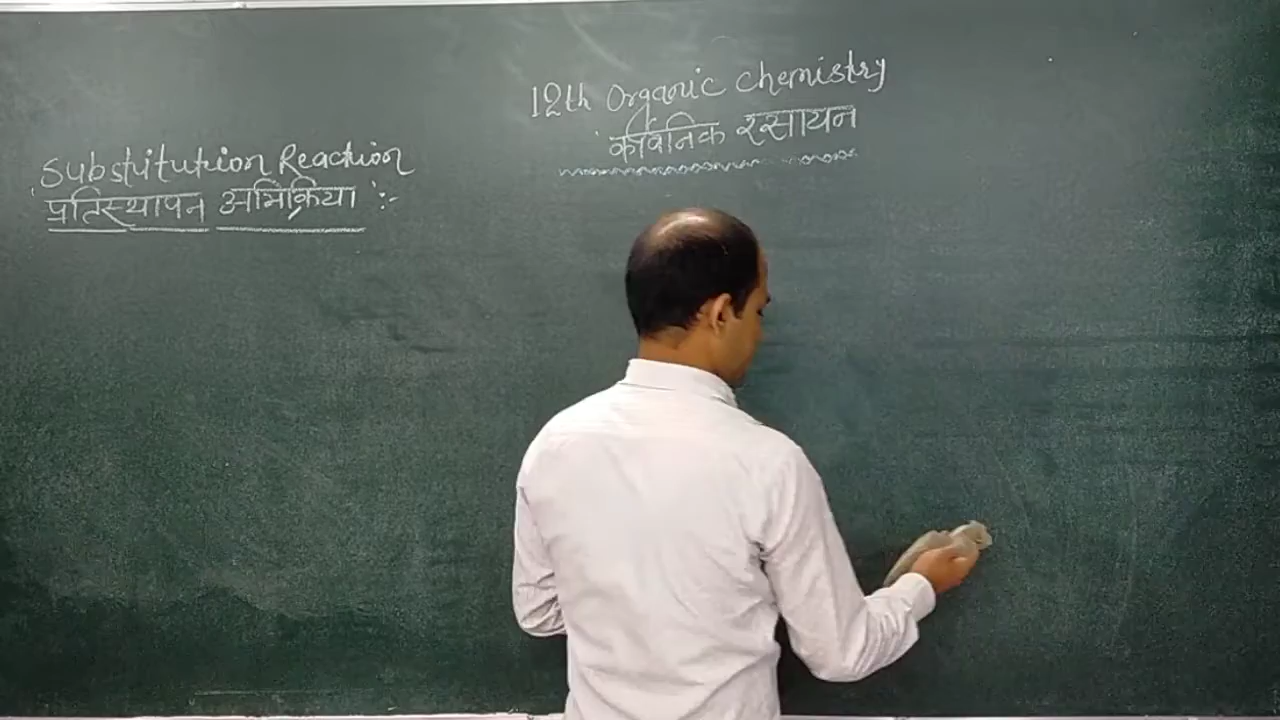 12th Organic Chemistry
कार्बनिक रसायन
Substitution Reaction
प्रतिस्थापन अभिक्रिया :-